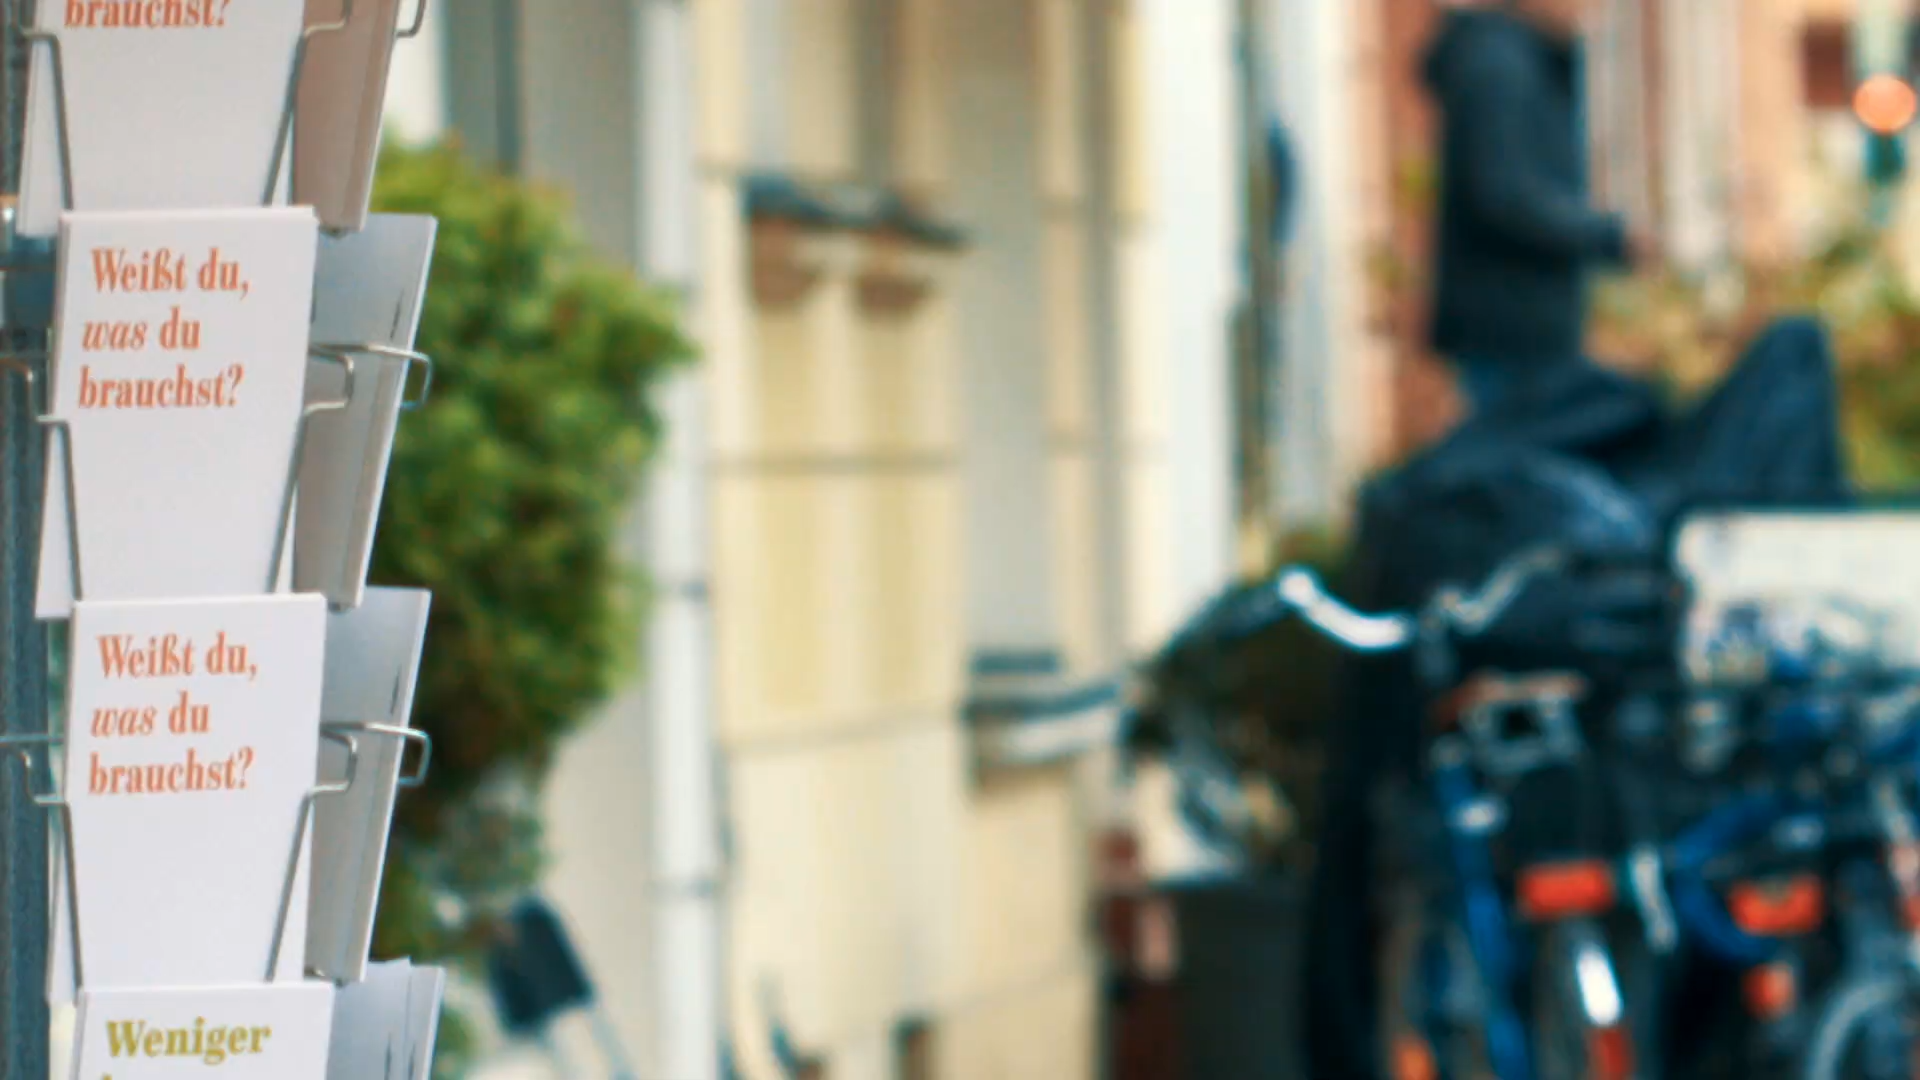 brauchst?
Weißt du,
was du
brauchst?
Weißt du,
was du
brauchst?
Weniger